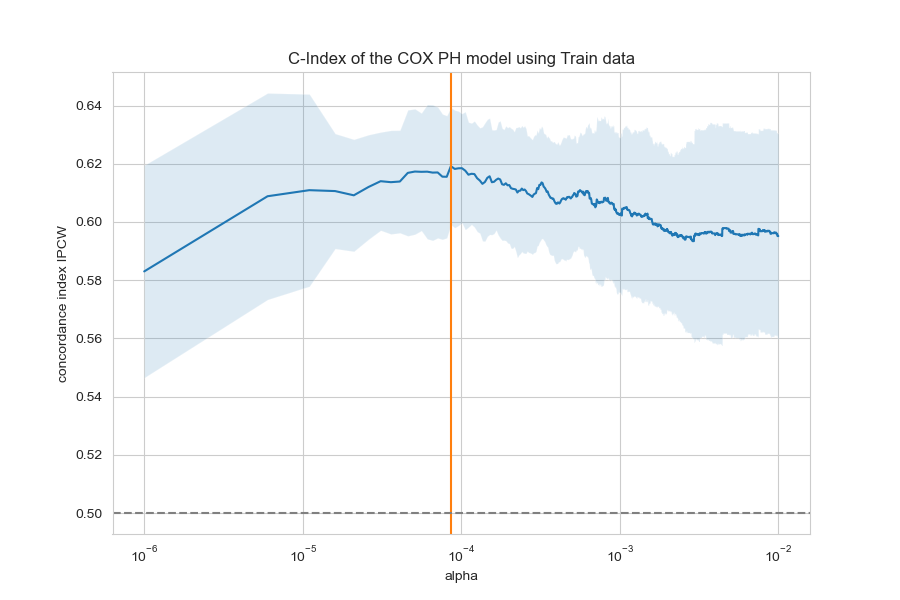 C-Index of the COX PH model using Train data
concordance index IPCW
0.64
0.62
0.60
0.58
0.56
0.54
0.52
0.50
10⁻⁶ 10⁻⁵ 10⁻⁴ 10⁻³ 10⁻²
alpha